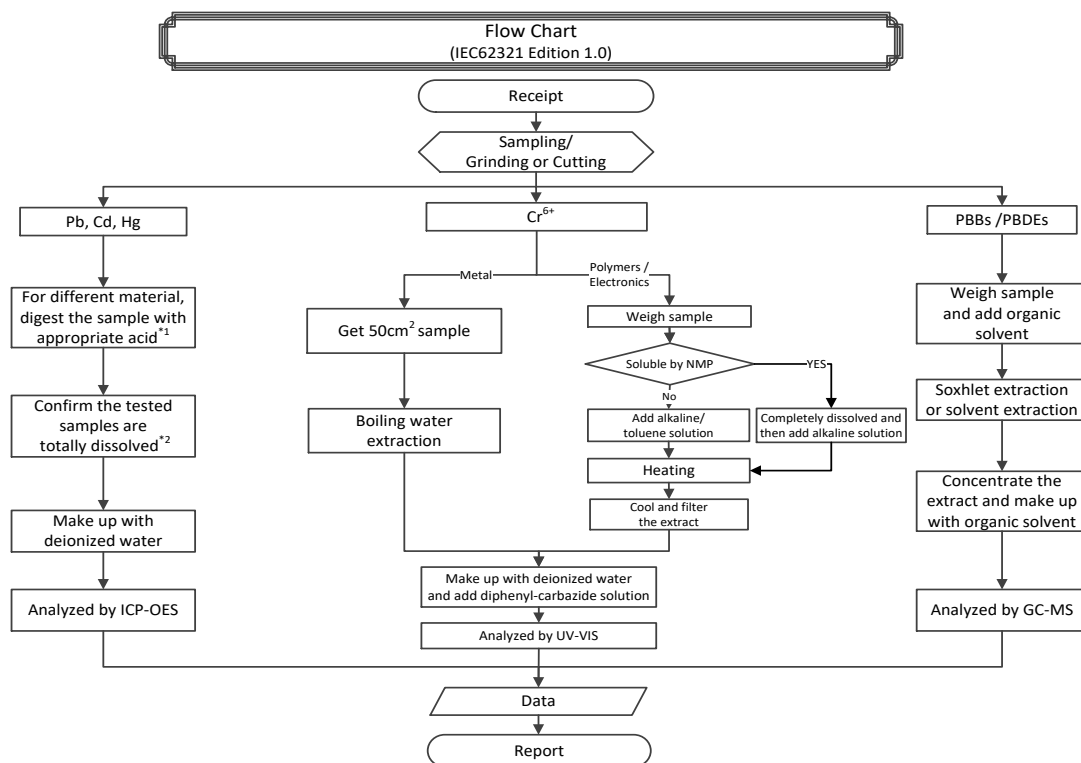 Flow Chart
(IEC62321 Edition 1.0)
Receipt
Sampling/
Grinding or Cutting
Pb, Cd, Hg
For different material,
digest the sample with
appropriate acid*1
Confirm the tested
samples are
totally dissolved*2
Make up with
deionized water
Analyzed by ICP-OES
Cr6+
Metal
Get 50cm2 sample
Boiling water
extraction
Polymers /
Electronics
Weigh sample
Soluble by NMP
YES
No
Add alkaline/
toluene solution
Completely dissolved and
then add alkaline solution
Heating
Cool and filter
the extract
Make up with deionized water
and add diphenyl-carbazide solution
Analyzed by UV-VIS
PBBs /PBDEs
Weigh sample
and add organic
solvent
Soxhlet extraction
or solvent extraction
Concentrate the
extract and make up
with organic solvent
Analyzed by GC-MS
Data
Report